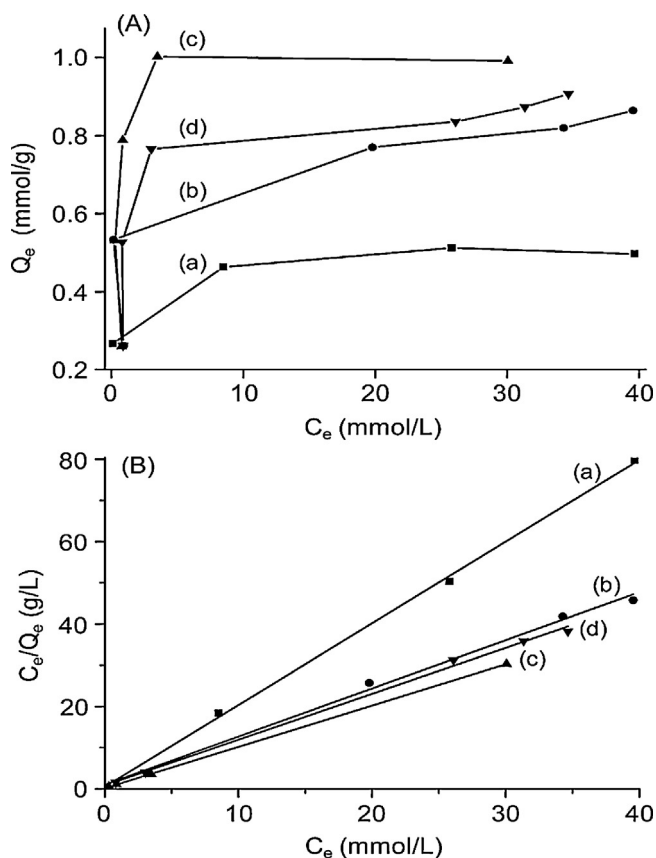 (A)
1.0
0.8
0.6
0.4
0.2
Qe (mmol/g)
(c)
(d)
(b)
(a)
0 10 20 30 40
Ce (mmol/L)
(B)
80
60
40
20
0
Ce/Qe (g/L)
(a)
(b)
(d)
(c)
0 10 20 30 40
Ce (mmol/L)